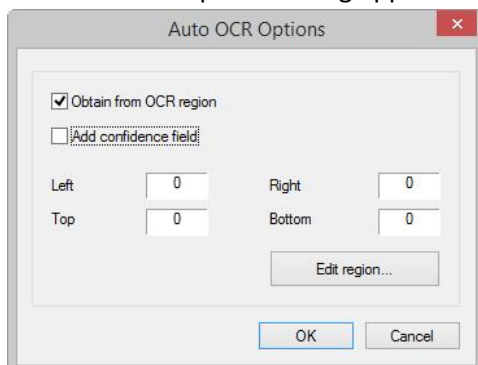 Auto OCR Options
Obtain from OCR region
Add confidence field
Left 0 Right 0
Top 0 Bottom 0
Edit region...
OK Cancel